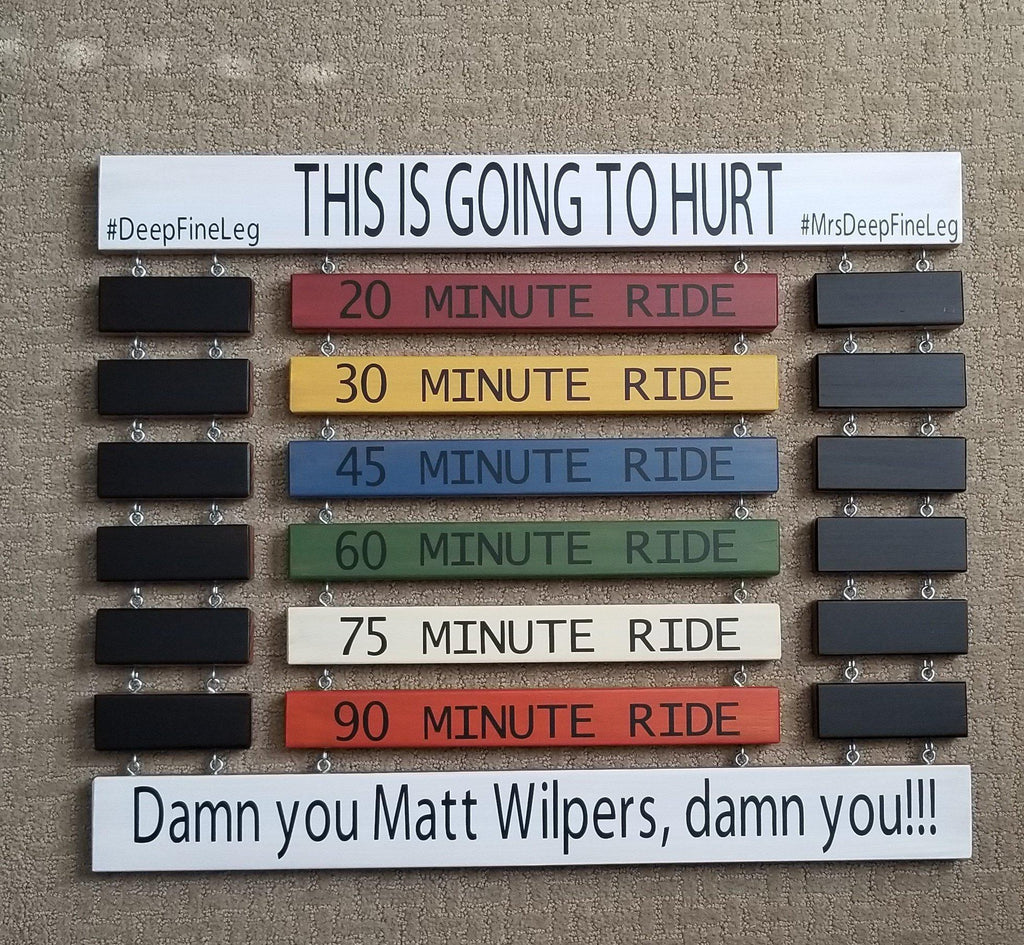 THIS IS GOING TO HURT
#DeepFineLeg
#MrsDeepFineLeg
20 MINUTE RIDE
30 MINUTE RIDE
45 MINUTE RIDE
60 MINUTE RIDE
75 MINUTE RIDE
90 MINUTE RIDE
Damn you Matt Wilpers, damn you!!!